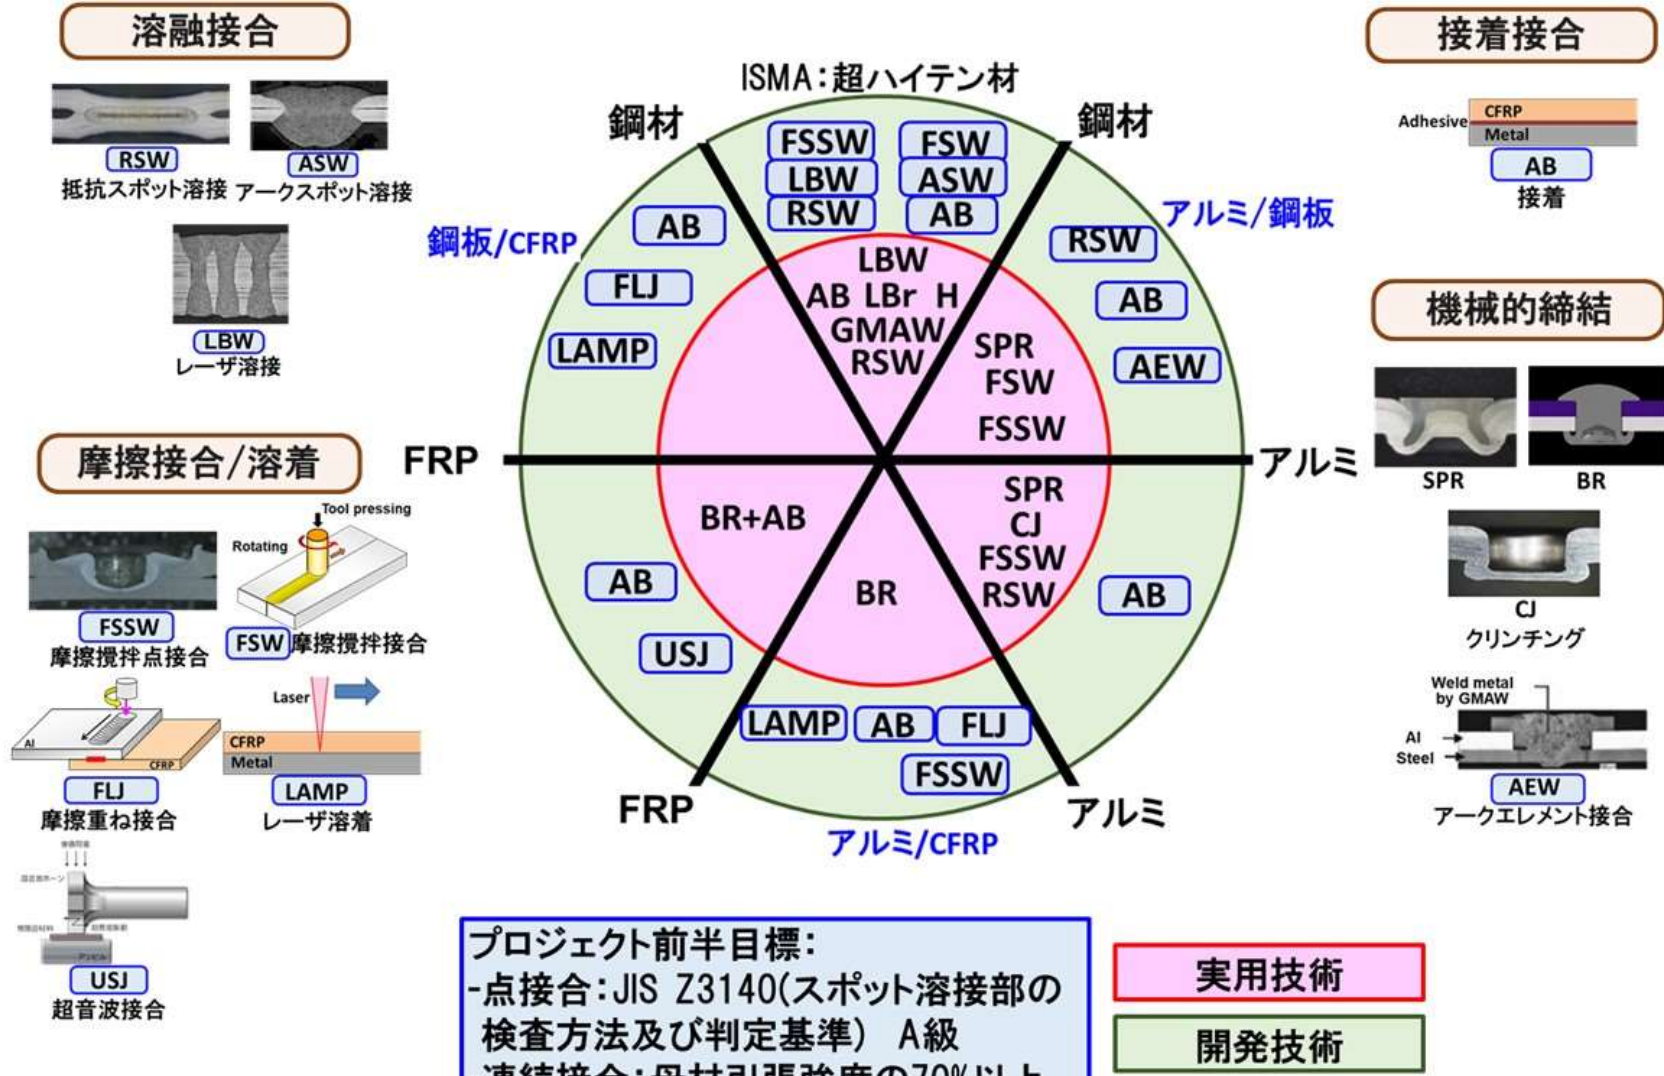 溶融接合
RSW
抵抗スポット溶接
ASW
アークスポット溶接
LBW
レーザ溶接
摩擦接合/溶着
FSSW
摩擦攪拌点接合
Tool pressing
Rotating
FSW
摩擦攪拌接合
Al
CFRP
FLJ
摩擦重ね接合
Laser
CFRP
Metal
LAMP
レーザ溶着
USJ
超音波接合
ISMA:超ハイテン材
鋼材
鋼材
鋼板/CFRP
アルミ/鋼板
FSSW
FSW
LBW
ASW
RSW
AB
AB
FLJ
LAMP
RSW
AB
AEW
LBW
AB LBr H
GMAW
RSW
SPR
FSW
FSSW
FRP
アルミ
BR+AB
AB
USJ
BR
SPR
CJ
FSSW
RSW
AB
LAMP
AB
FLJ
FSSW
FRP
アルミ
アルミ/CFRP
接着接合
Adhesive
CFRP
Metal
AB
接着
機械的締結
SPR
BR
CJ
クリンチング
Weld metal
by GMAW
Al
Steel
AEW
アークエレメント接合
プロジェクト前半目標:
-点接合:JIS Z3140(スポット溶接部の
検査方法及び判定基準) A級
実用技術
開発技術